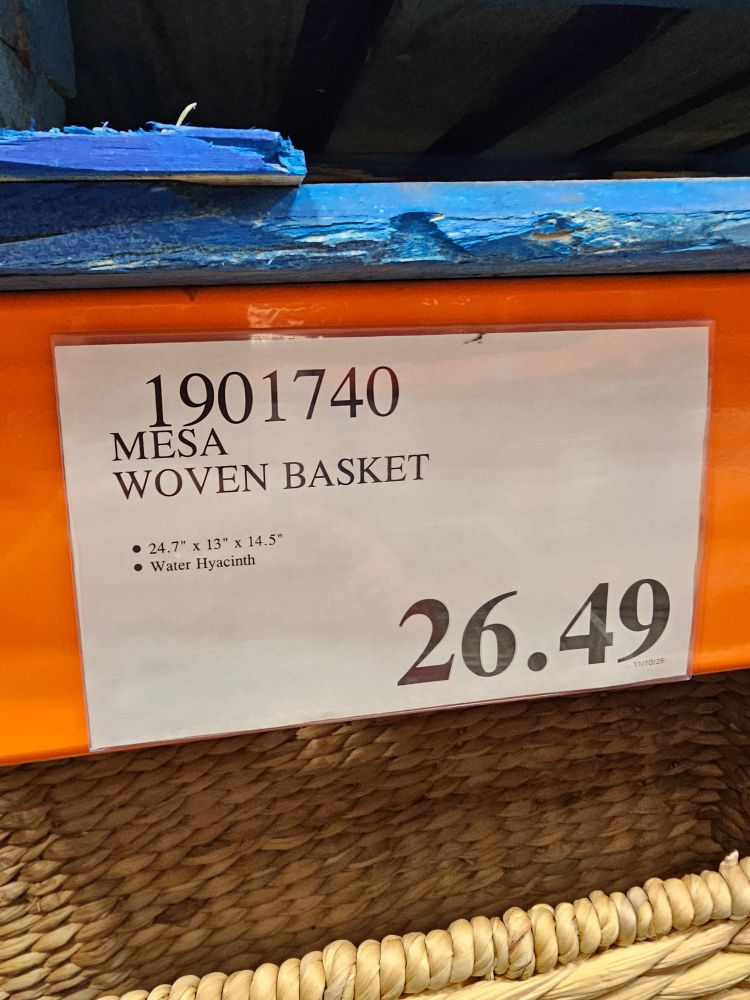 1901740
MESA
WOVEN BASKET
● 24.7" x 13" x 14.5"
● Water Hyacinth
26.49
11/10/25